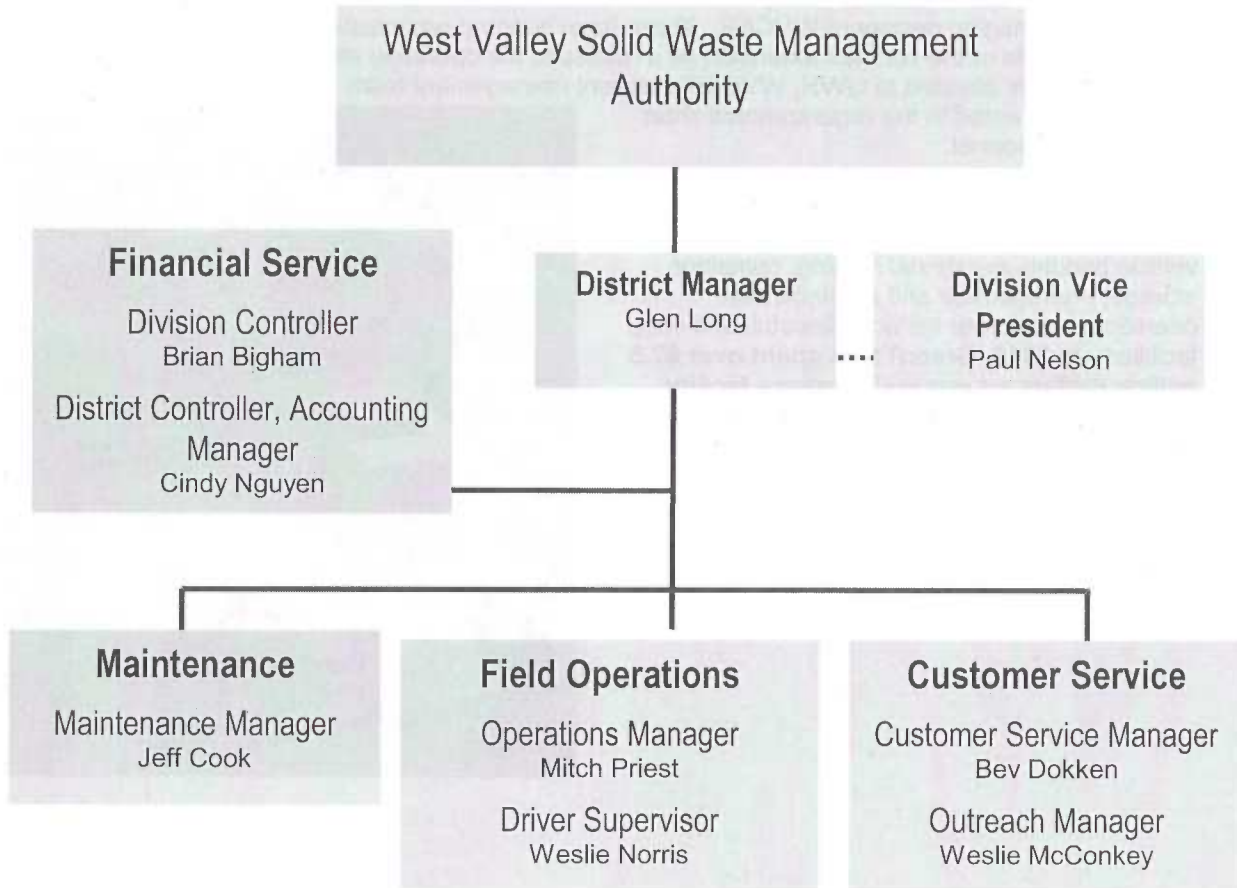 West Valley Solid Waste Management
Authority
Financial Service
Division Controller
Brian Bigham
District Controller, Accounting
Manager
Cindy Nguyen
District Manager
Glen Long
Division Vice
President
Paul Nelson
Maintenance
Maintenance Manager
Jeff Cook
Field Operations
Operations Manager
Mitch Priest
Driver Supervisor
Weslie Norris
Customer Service
Customer Service Manager
Bev Dokken
Outreach Manager
Weslie McConkey